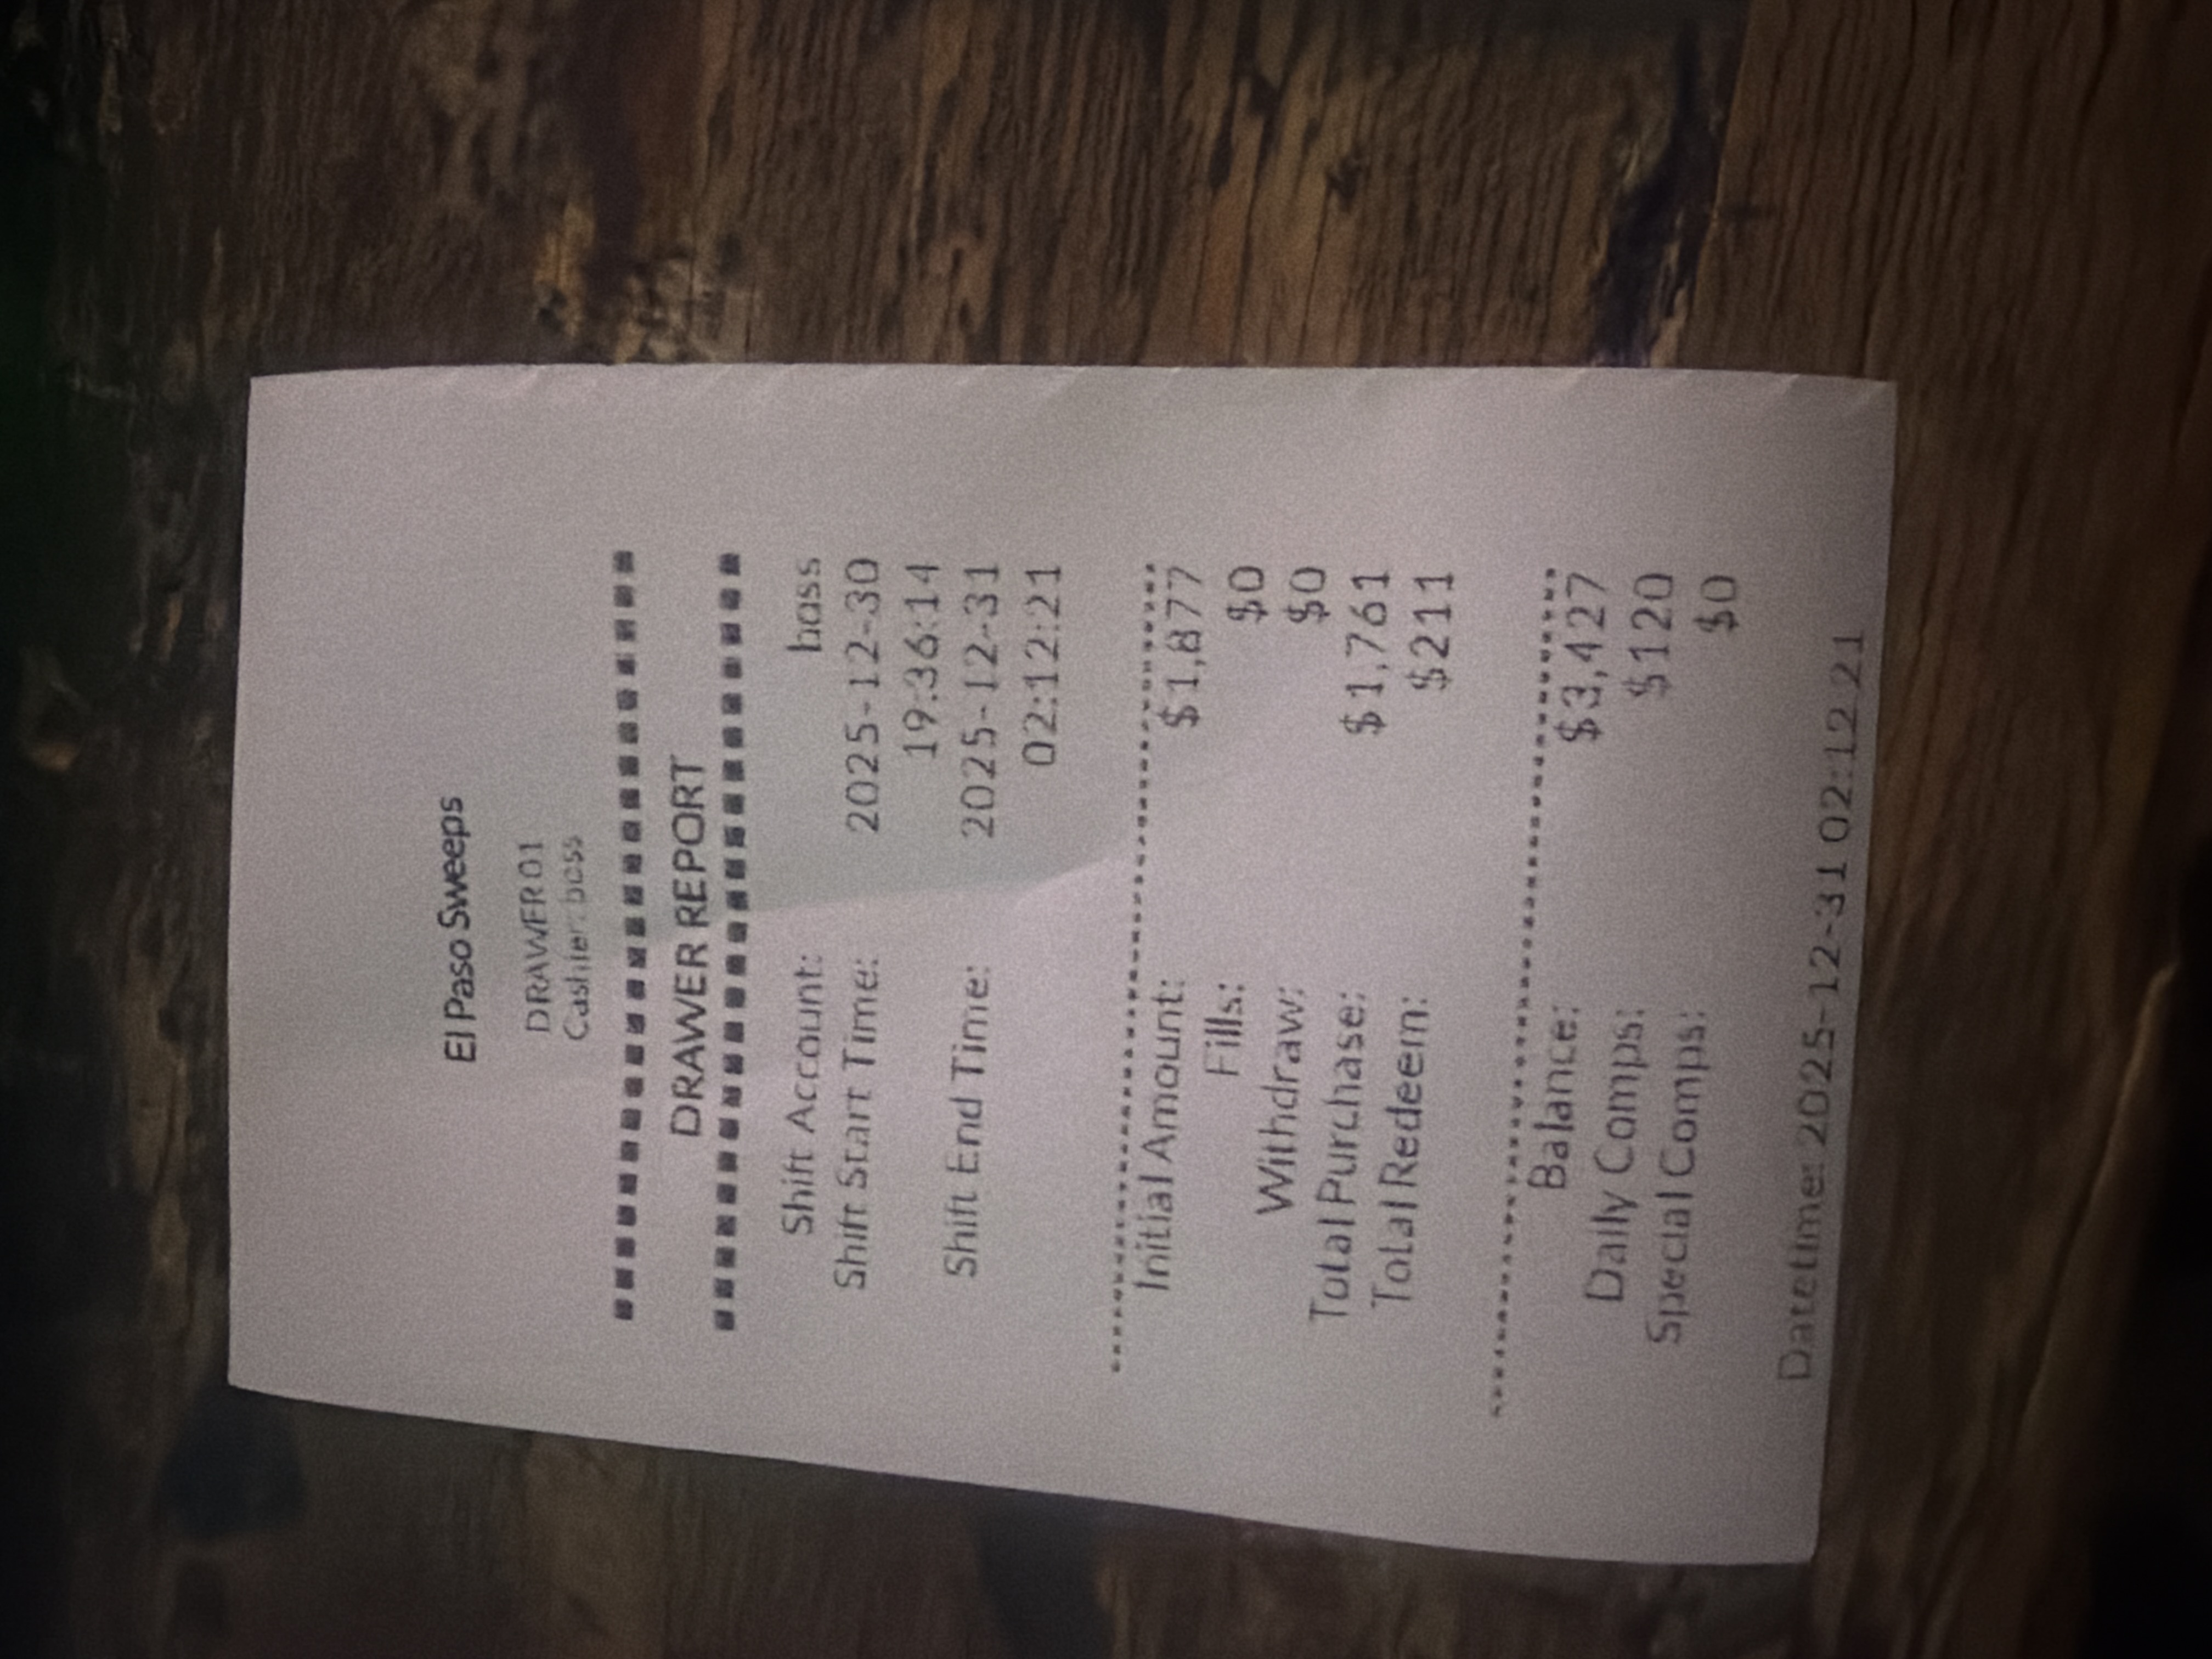 El Paso Sweeps
DRAWER 01
Cashier: boss
DRAWER REPORT
Shift Account: boss
Shift Start Time: 2025-12-30
19:36:14
Shift End Time: 2025-12-31
02:12:21
Initial Amount: $1,877
Fills: $0
Withdraw: $0
Total Purchase: $1,761
Total Redeem: $211
Balance: $3,427
Daily Comps: $120
Special Comps: $0
Datetime: 2025-12-31 02:12:21